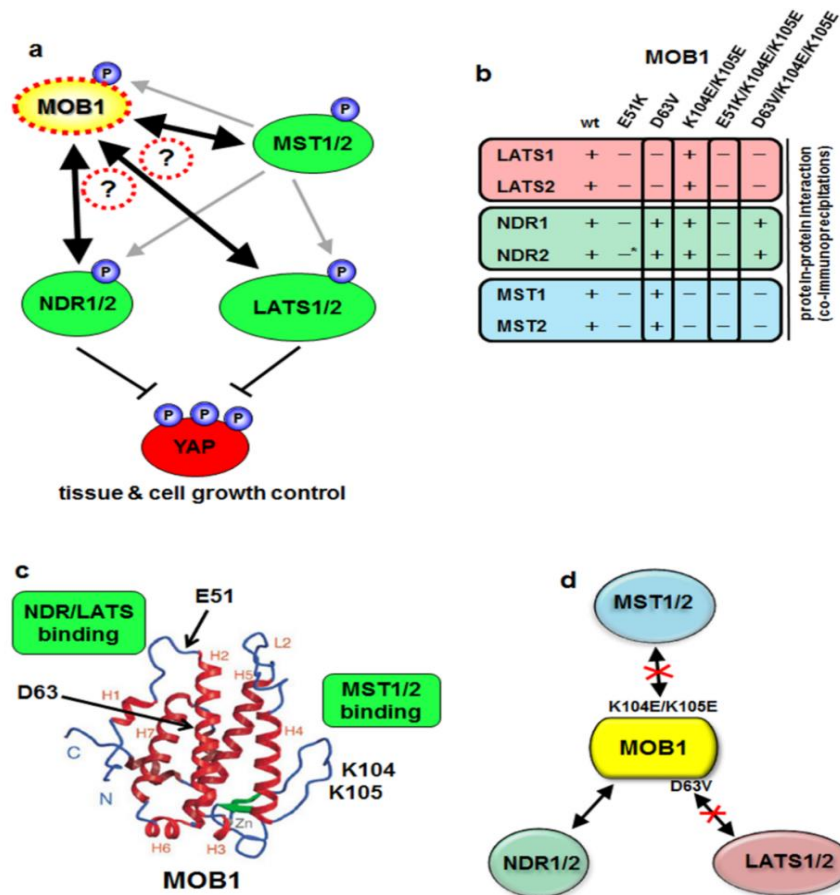 a
P
MOB1
P
MST1/2
?
?
P
NDR1/2
P
LATS1/2
P P P
YAP
tissue & cell growth control
b
MOB1
wt E51K D63V K104E/K105E E51K/K104E/K105E D63V/K104E/K105E
LATS1 + – – + – –
LATS2 + – – + – –
NDR1 + – + + – +
NDR2 + –* + + – +
MST1 + – + – – –
MST2 + – + – – –
protein-protein interaction
(co-immunoprecipitations)
c
NDR/LATS
binding
E51
D63
MST1/2
binding
K104
K105
H1
H2
H5
L2
H4
H7
C
N
Zn
H6
H3
MOB1
d
MST1/2
K104E/K105E
MOB1
D63V
NDR1/2
LATS1/2